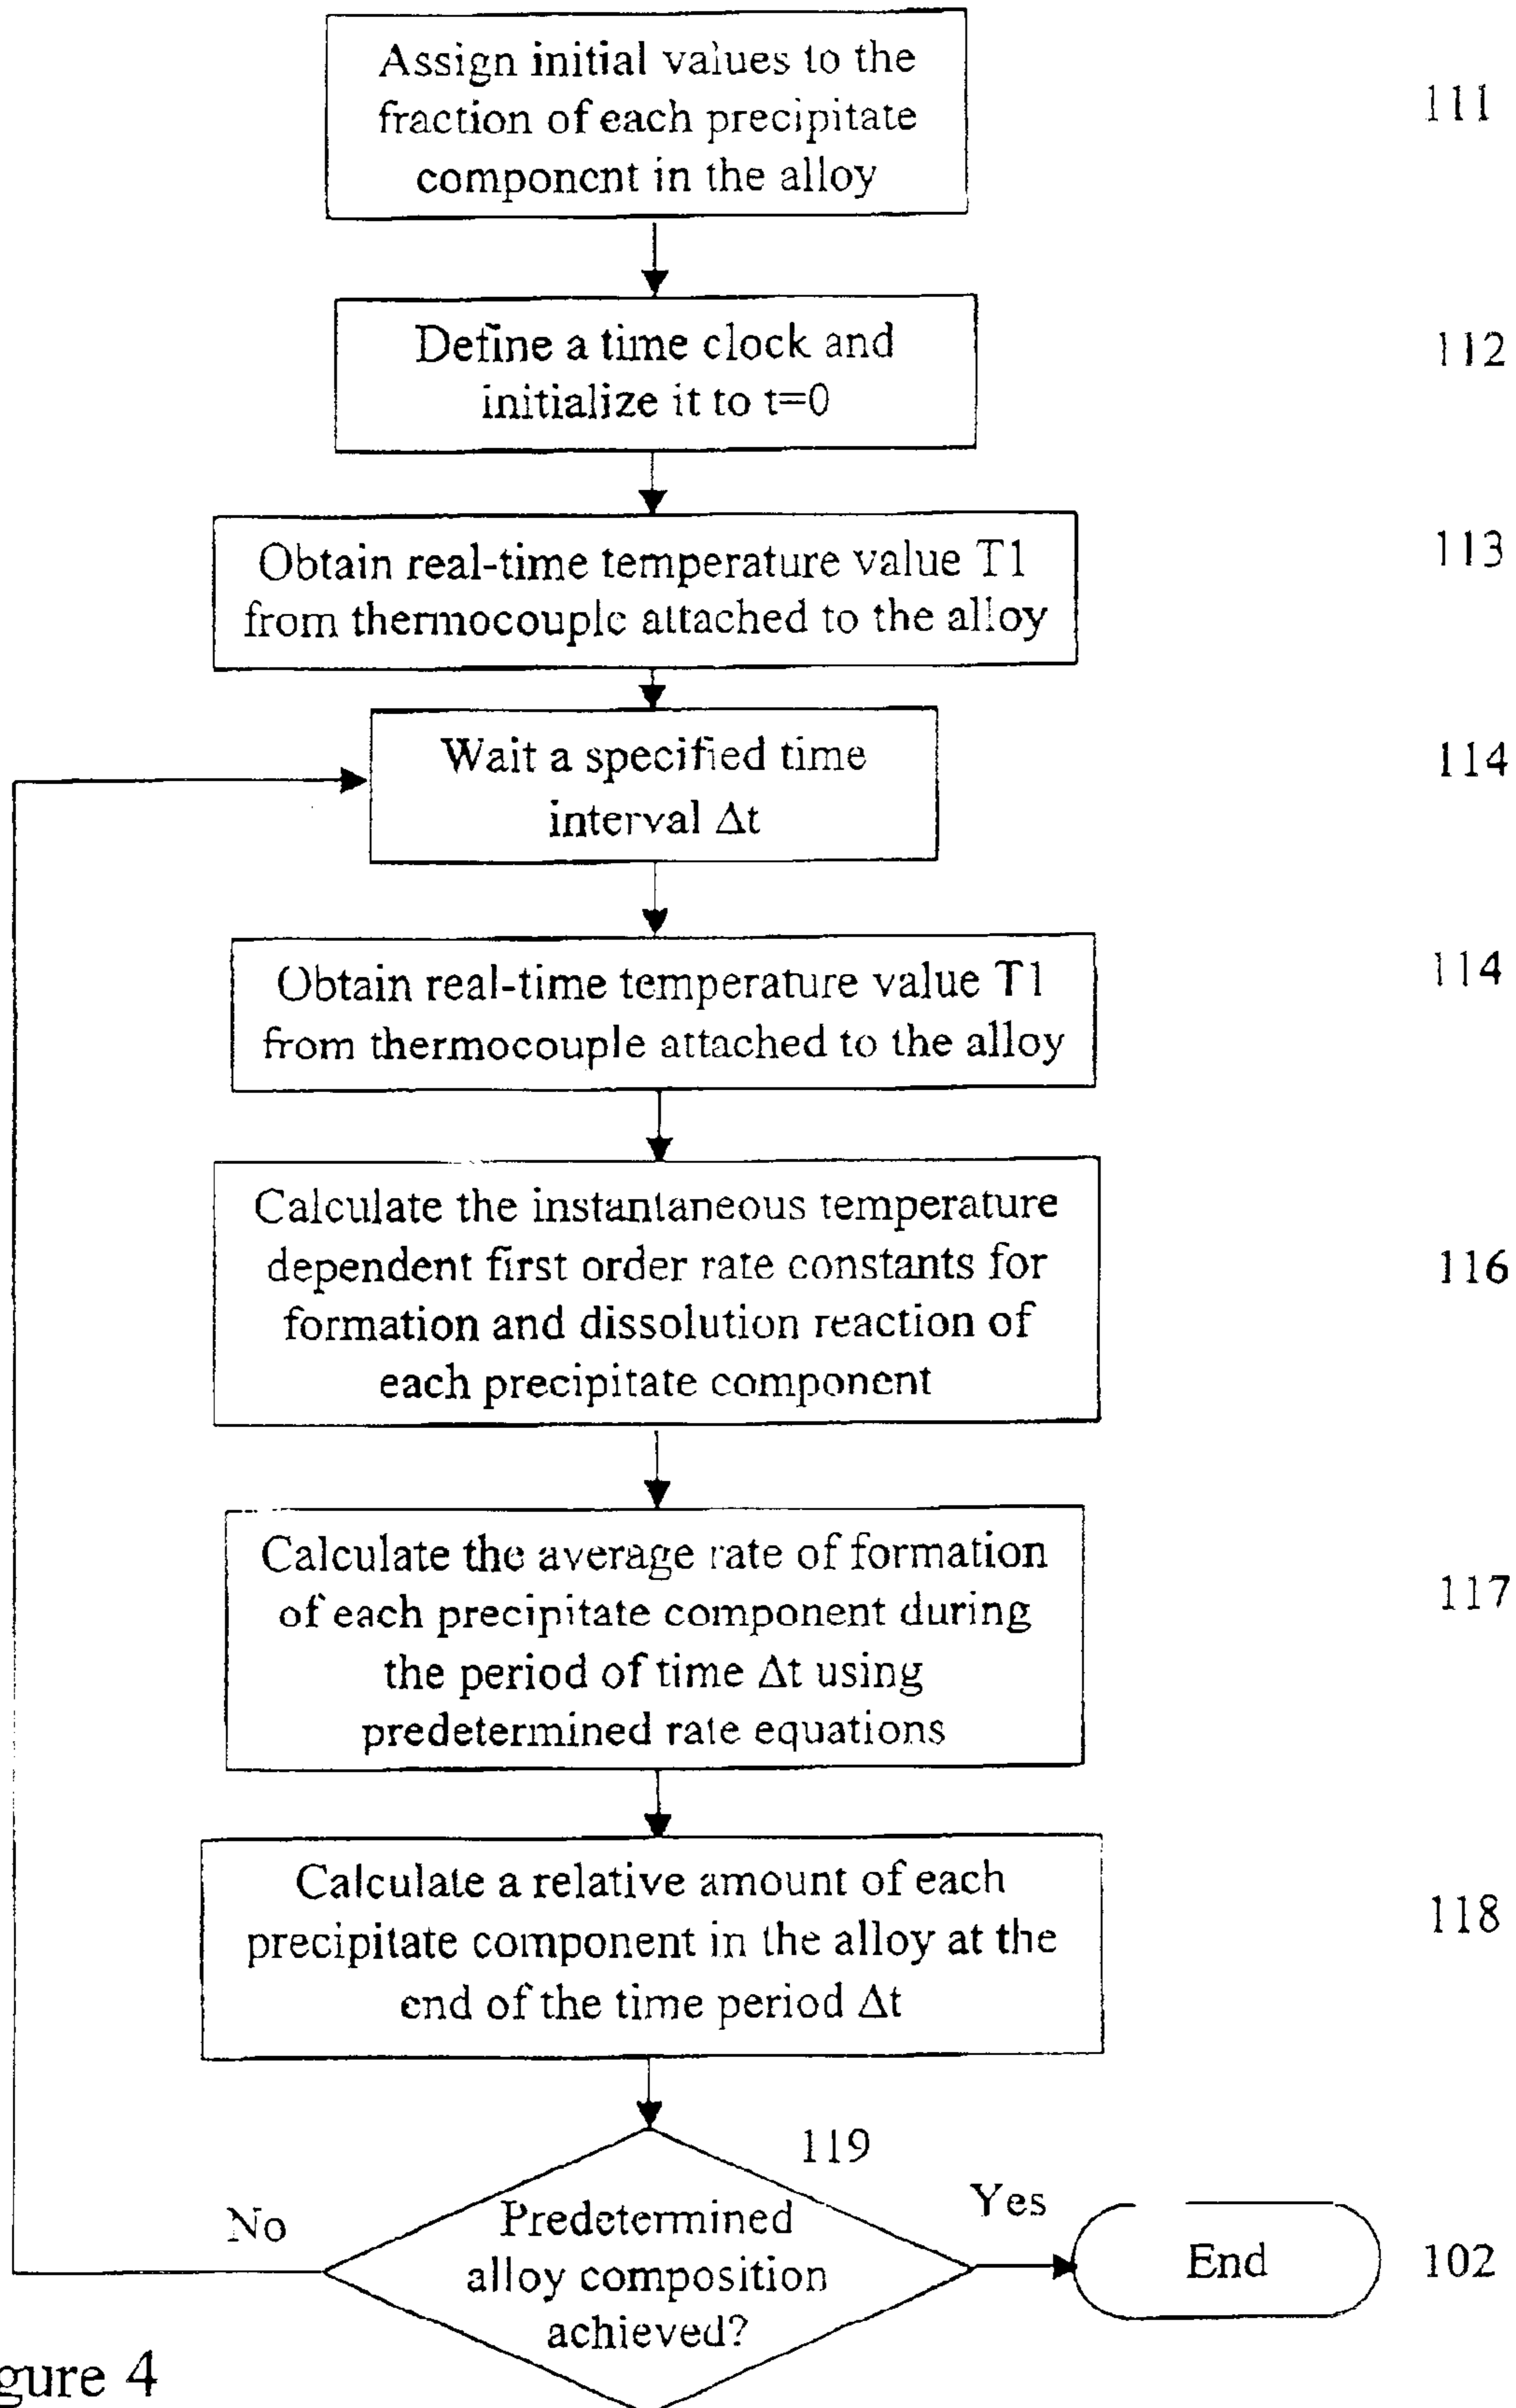 Assign initial values to the
fraction of each precipitate
component in the alloy
111
Define a time clock and
initialize it to t=0
112
Obtain real-time temperature value T1
from thermocouple attached to the alloy
113
Wait a specified time
interval Δt
114
Obtain real-time temperature value T1
from thermocouple attached to the alloy
114
Calculate the instantaneous temperature
dependent first order rate constants for
formation and dissolution reaction of
each precipitate component
116
Calculate the average rate of formation
of each precipitate component during
the period of time Δt using
predetermined rate equations
117
Calculate a relative amount of each
precipitate component in the alloy at the
end of the time period Δt
118
119
No
Predetermined
alloy composition
achieved?
Yes
End
102
gure 4